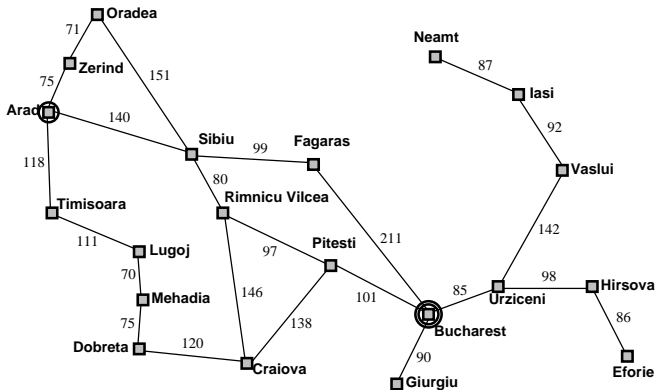 Oradea
71
Neamt
Zerind
87
75
151
Iasi
Arad
140
92
Sibiu
Fagaras
99
118
Vaslui
80
Timisoara
Rimnicu Vilcea
111
97
Pitesti
211
142
Lugoj
70
98
Hirsova
146
85
Mehadia
101
Urziceni
75
138
86
Bucharest
120
Dobreta
90
Craiova
Eforie
Giurgiu